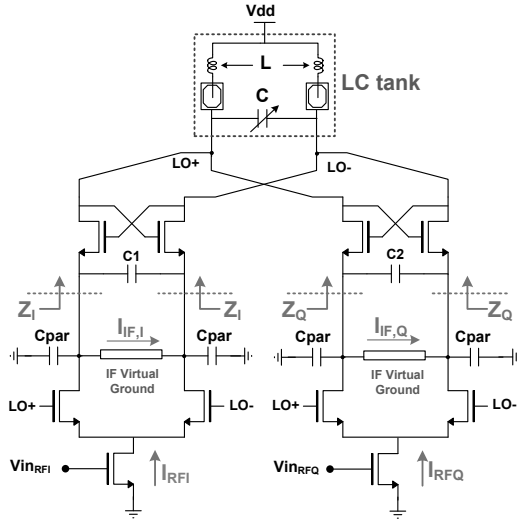 Vdd
L
LC tank
C
LO+
LO-
C1
C2
Z_I
Z_I
Z_Q
Z_Q
Cpar
I_IF,I
Cpar
Cpar
I_IF,Q
Cpar
IF Virtual
Ground
IF Virtual
Ground
LO+
LO-
LO+
LO-
Vin_RFI
I_RFI
Vin_RFQ
I_RFQ